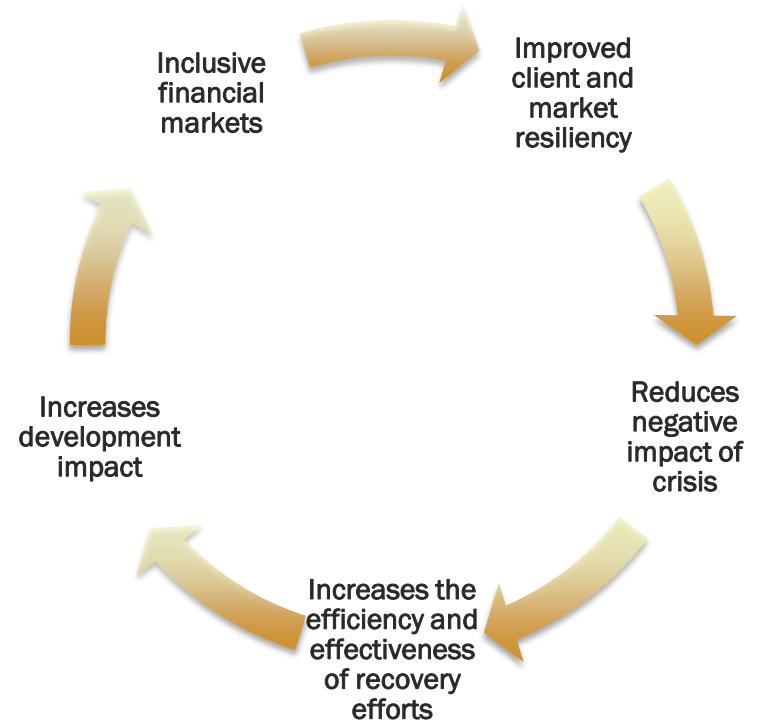 Inclusive
financial
markets
Improved
client and
market
resiliency
Reduces
negative
impact of
crisis
Increases the
efficiency and
effectiveness
of recovery
efforts
Increases
development
impact